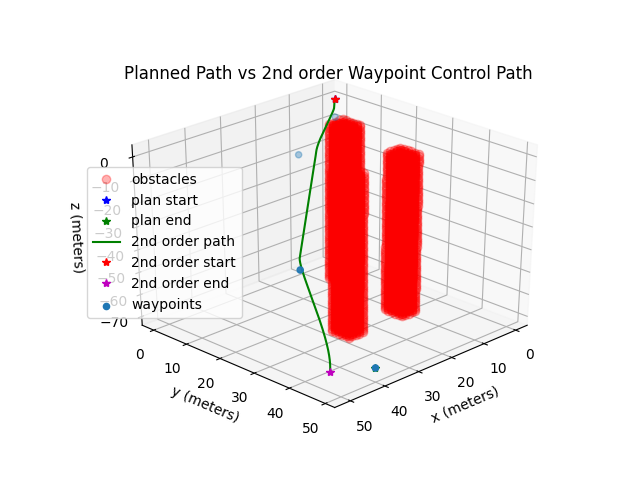 Planned Path vs 2nd order Waypoint Control Path
obstacles
plan start
plan end
2nd order path
2nd order start
2nd order end
waypoints
z (meters)
0
−10
−20
−30
−40
−50
−60
−70
0
10
20
30
40
50
y (meters)
50
40
30
20
10
0
x (meters)